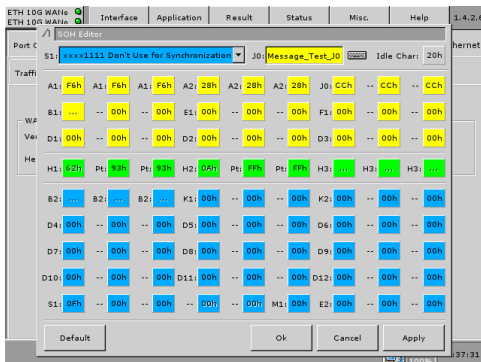 ETH 10G WANo
ETH 10G WANo
Interface Application Result Status Misc. Help 1.4.2.6
SOH Editor
Port C
hernet
S1: xxxx1111 Don't Use for Synchronization J0: Message_Test_J0 Idle Char: 20h
Traffi
A1: F6h A1: F6h A1: F6h A2: 28h A2: 28h A2: 28h J0: CCh -- CCh -- CCh
B1: ... -- 00h -- 00h E1: 00h -- 00h -- 00h F1: 00h -- 00h -- 00h
WA
Ver
D1: 00h -- 00h -- 00h D2: 00h -- 00h -- 00h D3: 00h -- 00h -- 00h
He
H1: 62h Pt: 93h Pt: 93h H2: 0Ah Pt: FFh Pt: FFh H3: ... H3: ... H3: ...
B2: ... B2: ... B2: ... K1: 00h -- 00h -- 00h K2: 00h -- 00h -- 00h
D4: 00h -- 00h -- 00h D5: 00h -- 00h -- 00h D6: 00h -- 00h -- 00h
D7: 00h -- 00h -- 00h D8: 00h -- 00h -- 00h D9: 00h -- 00h -- 00h
D10: 00h -- 00h -- 00h D11: 00h -- 00h -- 00h D12: 00h -- 00h -- 00h
S1: 0Fh -- 00h -- 00h -- 00h -- 00h M1: 00h E2: 00h -- 00h -- 00h
Default Ok Cancel Apply
:37:31
100%